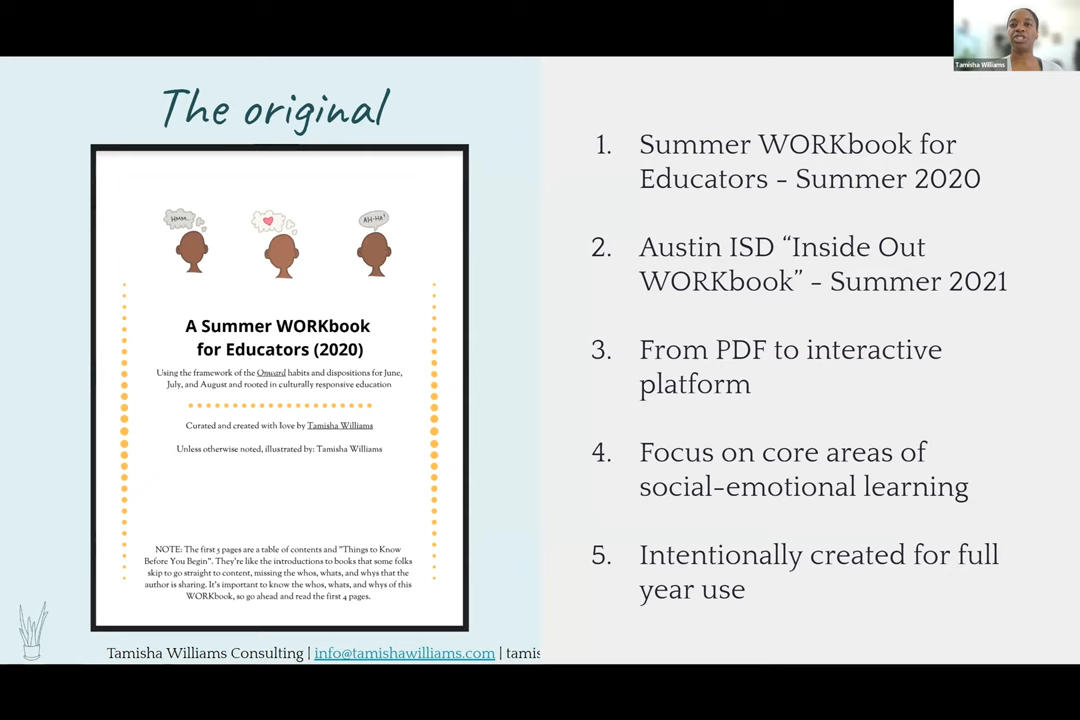 Tamisha Williams
The original
HMM...
AH-HA!
A Summer WORKbook
for Educators (2020)
Using the framework of the Onward habits and dispositions for June,
July, and August and rooted in culturally responsive education
Curated and created with love by Tamisha Williams
Unless otherwise noted, illustrated by: Tamisha Williams
NOTE: The first 5 pages are a table of contents and "Things to Know
Before You Begin". They're like the introductions to books that some folks
skip to go straight to content, missing the whos, whats, and whys that the
author is sharing. It's important to know the whos, whats, and whys of this
WORKbook, so go ahead and read the first 4 pages.
Tamisha Williams Consulting | info@tamishawilliams.com | tamis
1. Summer WORKbook for
Educators - Summer 2020
2. Austin ISD “Inside Out
WORKbook” - Summer 2021
3. From PDF to interactive
platform
4. Focus on core areas of
social-emotional learning
5. Intentionally created for full
year use